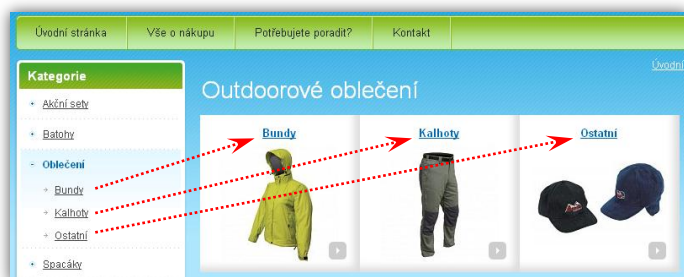 Úvodní stránka
Vše o nákupu
Potřebujete poradit?
Kontakt
Úvodní
Kategorie
Akční sety
Batohy
Oblečení
Bundy
Kalhoty
Ostatní
Spacáky
Outdoorové oblečení
Bundy
Kalhoty
Ostatní